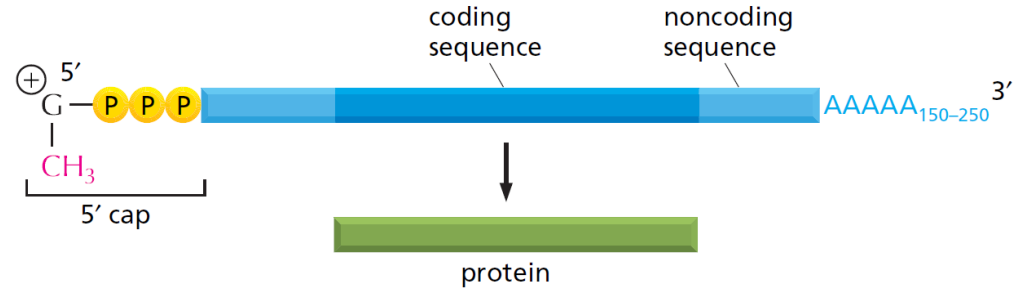 coding
sequence
noncoding
sequence
+
5′
G
P P P
AAAAA150–250
3′
CH3
5′ cap
protein